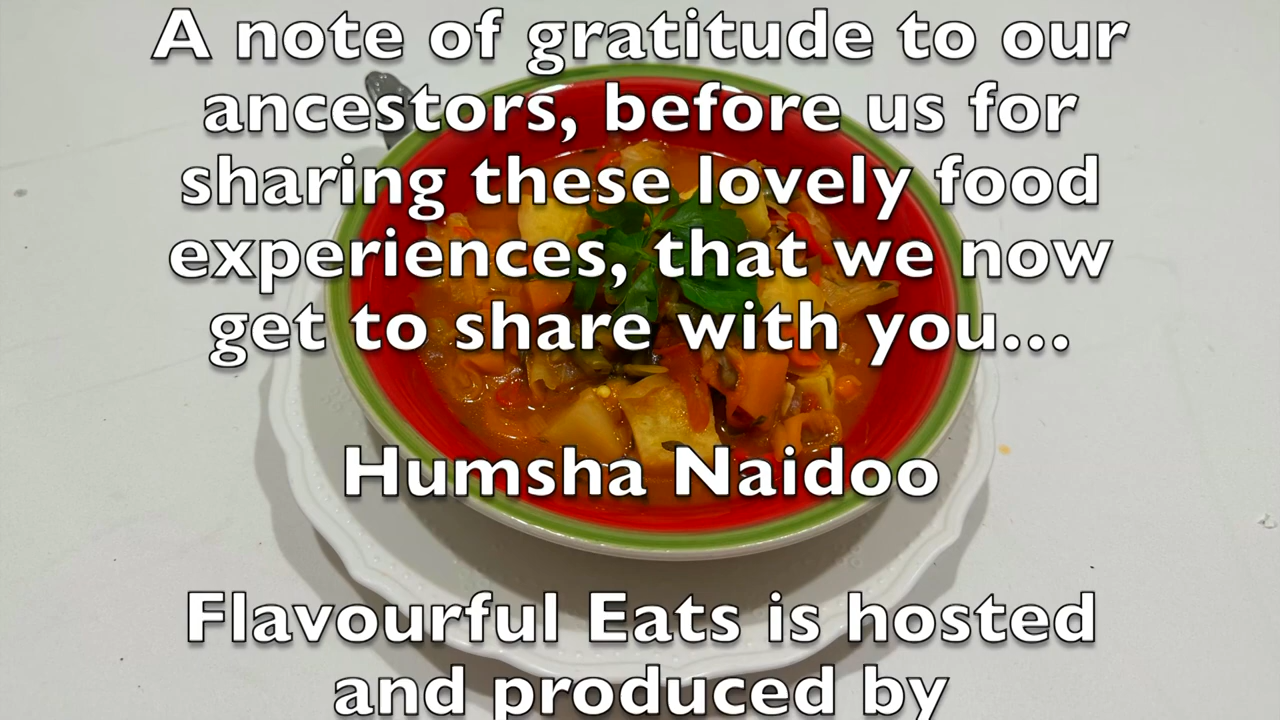 A note of gratitude to our
ancestors, before us for
sharing these lovely food
experiences, that we now
get to share with you...
Humsha Naidoo
Flavourful Eats is hosted
and produced by